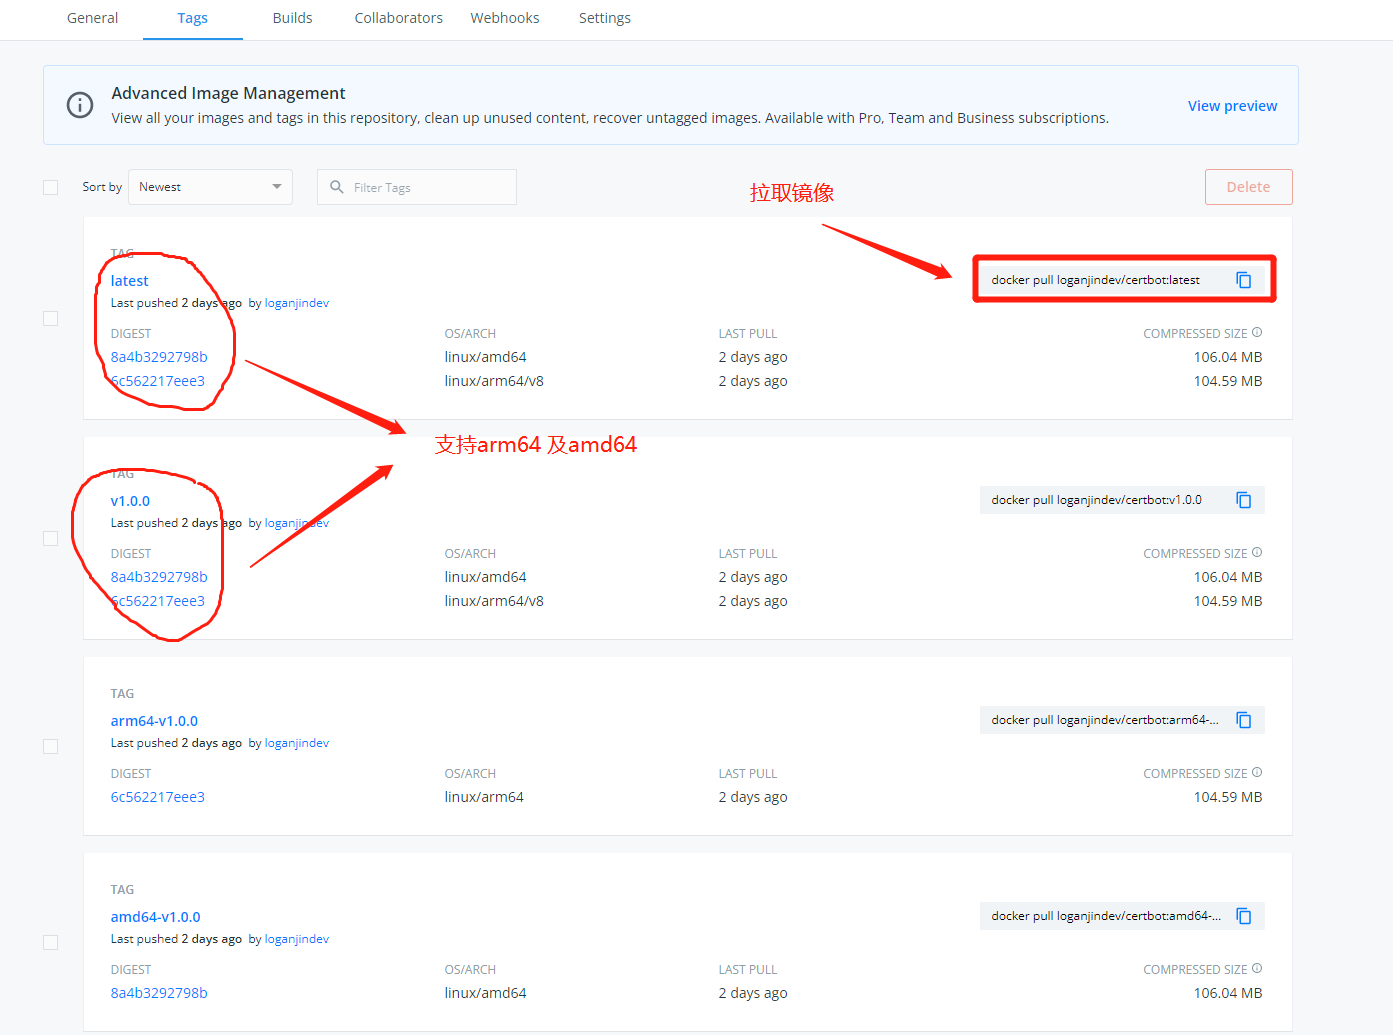 General Tags Builds Collaborators Webhooks Settings
Advanced Image Management
View all your images and tags in this repository, clean up unused content, recover untagged images. Available with Pro, Team and Business subscriptions.
View preview
Sort by Newest Filter Tags
拉取镜像
Delete
TAG
latest
docker pull loganjindev/certbot:latest
Last pushed 2 days ago by loganjindev
DIGEST OS/ARCH LAST PULL COMPRESSED SIZE
8a4b3292798b linux/amd64 2 days ago 106.04 MB
6c562217eee3 linux/arm64/v8 2 days ago 104.59 MB
支持arm64 及amd64
TAG
v1.0.0
docker pull loganjindev/certbot:v1.0.0
Last pushed 2 days ago by loganjindev
DIGEST OS/ARCH LAST PULL COMPRESSED SIZE
8a4b3292798b linux/amd64 2 days ago 106.04 MB
6c562217eee3 linux/arm64/v8 2 days ago 104.59 MB
TAG
arm64-v1.0.0
docker pull loganjindev/certbot:arm64-...
Last pushed 2 days ago by loganjindev
DIGEST OS/ARCH LAST PULL COMPRESSED SIZE
6c562217eee3 linux/arm64 2 days ago 104.59 MB
TAG
amd64-v1.0.0
docker pull loganjindev/certbot:amd64-...
Last pushed 2 days ago by loganjindev
DIGEST OS/ARCH LAST PULL COMPRESSED SIZE
8a4b3292798b linux/amd64 2 days ago 106.04 MB